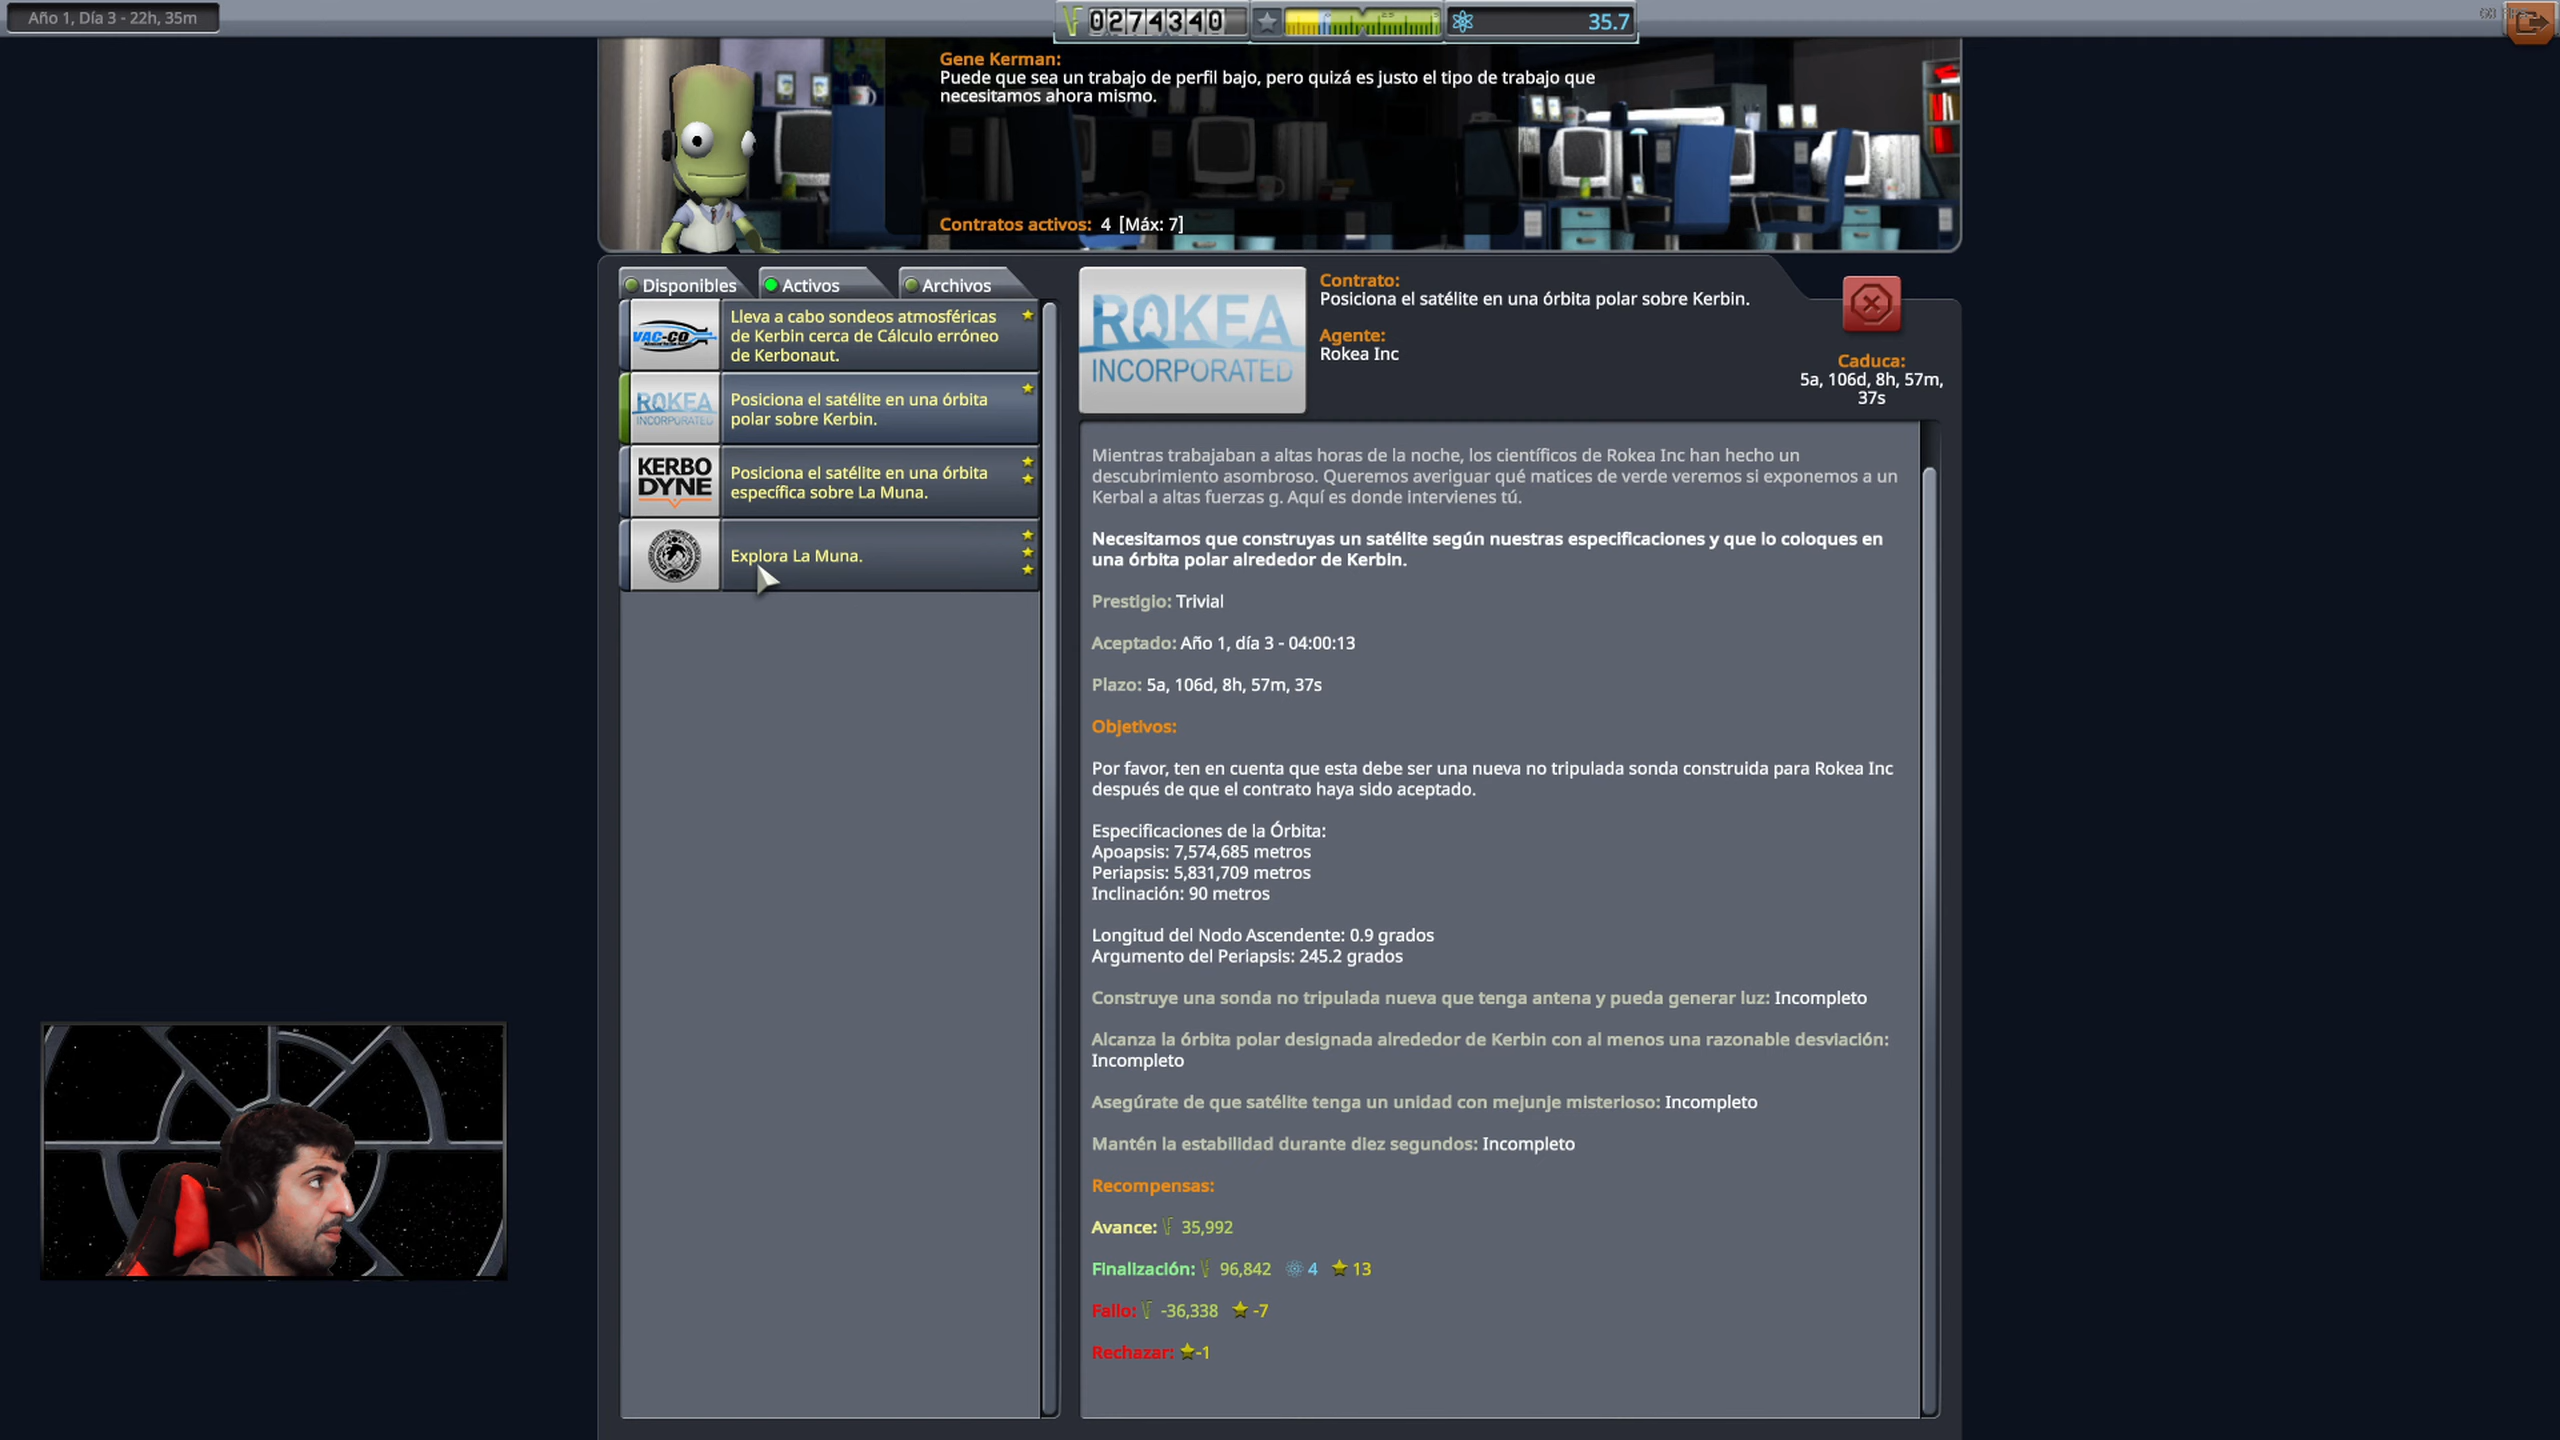 Año 1, Día 3 - 22h, 35m
0274340
35.7
Gene Kerman:
Puede que sea un trabajo de perfil bajo, pero quizá es justo el tipo de trabajo que
necesitamos ahora mismo.
Contratos activos: 4 [Máx: 7]
Disponibles
Activos
Archivos
VAC-CO
Lleva a cabo sondeos atmosféricas
de Kerbin cerca de Cálculo erróneo
de Kerbonaut.
ROKEA
INCORPORATED
Posiciona el satélite en una órbita
polar sobre Kerbin.
KERBO
DYNE
Posiciona el satélite en una órbita
específica sobre La Muna.
Explora La Muna.
ROKEA
INCORPORATED
Contrato:
Posiciona el satélite en una órbita polar sobre Kerbin.
Agente:
Rokea Inc
Caduca:
5a, 106d, 8h, 57m,
37s
Mientras trabajaban a altas horas de la noche, los científicos de Rokea Inc han hecho un
descubrimiento asombroso. Queremos averiguar qué matices de verde veremos si exponemos a un
Kerbal a altas fuerzas g. Aquí es donde intervienes tú.
Necesitamos que construyas un satélite según nuestras especificaciones y que lo coloques en
una órbita polar alrededor de Kerbin.
Prestigio: Trivial
Aceptado: Año 1, día 3 - 04:00:13
Plazo: 5a, 106d, 8h, 57m, 37s
Objetivos:
Por favor, ten en cuenta que esta debe ser una nueva no tripulada sonda construida para Rokea Inc
después de que el contrato haya sido aceptado.
Especificaciones de la Órbita:
Apoapsis: 7,574,685 metros
Periapsis: 5,831,709 metros
Inclinación: 90 metros
Longitud del Nodo Ascendente: 0.9 grados
Argumento del Periapsis: 245.2 grados
Construye una sonda no tripulada nueva que tenga antena y pueda generar luz: Incompleto
Alcanza la órbita polar designada alrededor de Kerbin con al menos una razonable desviación:
Incompleto
Asegúrate de que satélite tenga un unidad con mejunje misterioso: Incompleto
Mantén la estabilidad durante diez segundos: Incompleto
Recompensas:
Avance: 35,992
Finalización: 96,842 4 13
Fallo: -36,338 -7
Rechazar: -1